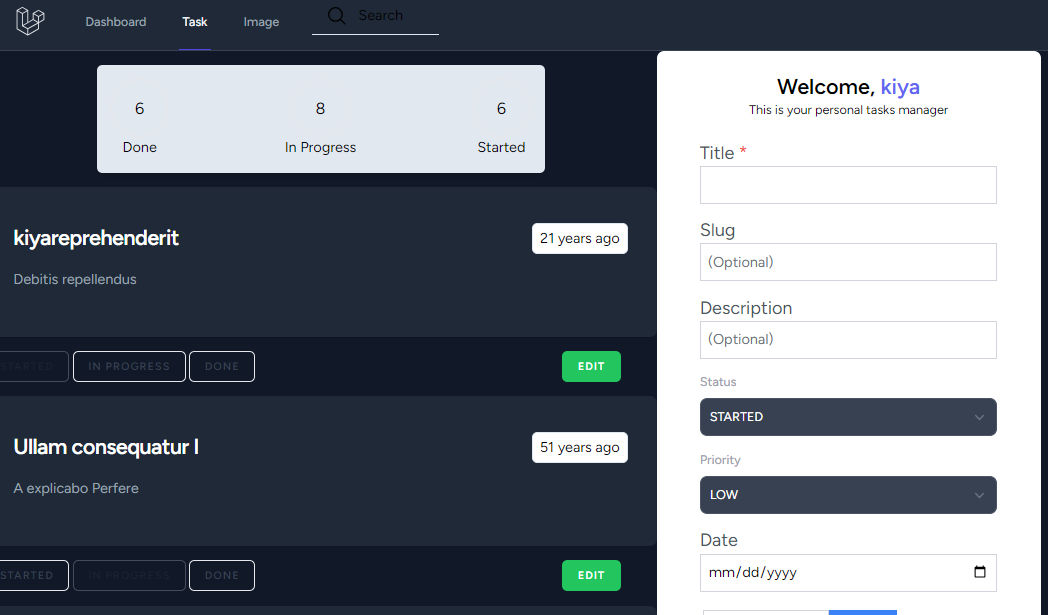 Dashboard Task Image Search
6 8 6
Done In Progress Started
kiyareprehenderit 21 years ago
Debitis repellendus
STARTED IN PROGRESS DONE EDIT
Ullam consequatur I 51 years ago
A explicabo Perfere
STARTED IN PROGRESS DONE EDIT
Welcome, kiya
This is your personal tasks manager
Title *
Slug
(Optional)
Description
(Optional)
Status
STARTED
Priority
LOW
Date
mm/dd/yyyy